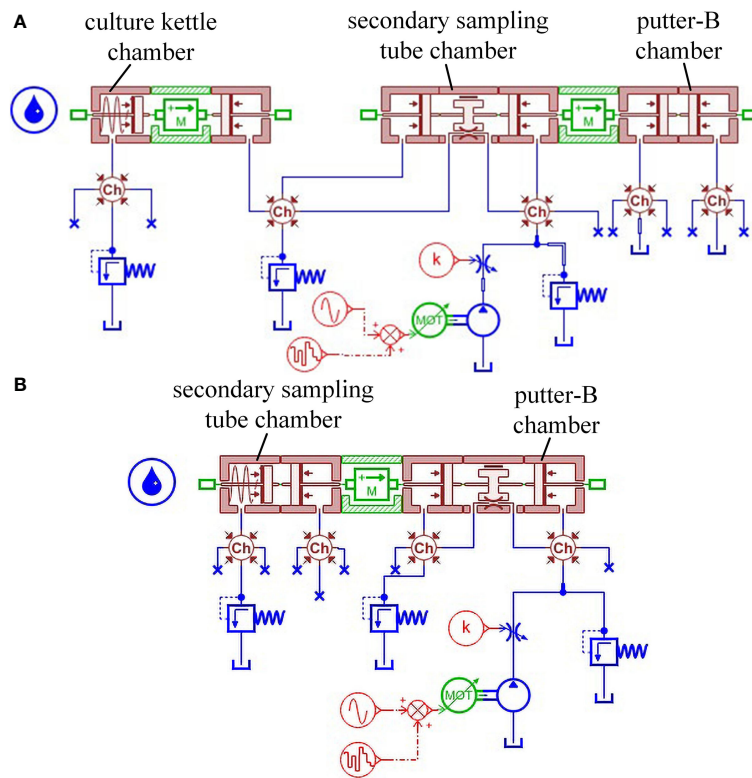 A
culture kettle
chamber
secondary sampling
tube chamber
putter-B
chamber
+
M
+
M
Ch
Ch
Ch
Ch
Ch
k
MOT
+
+
B
secondary sampling
tube chamber
putter-B
chamber
+
M
Ch
Ch
Ch
Ch
k
MOT
+
+